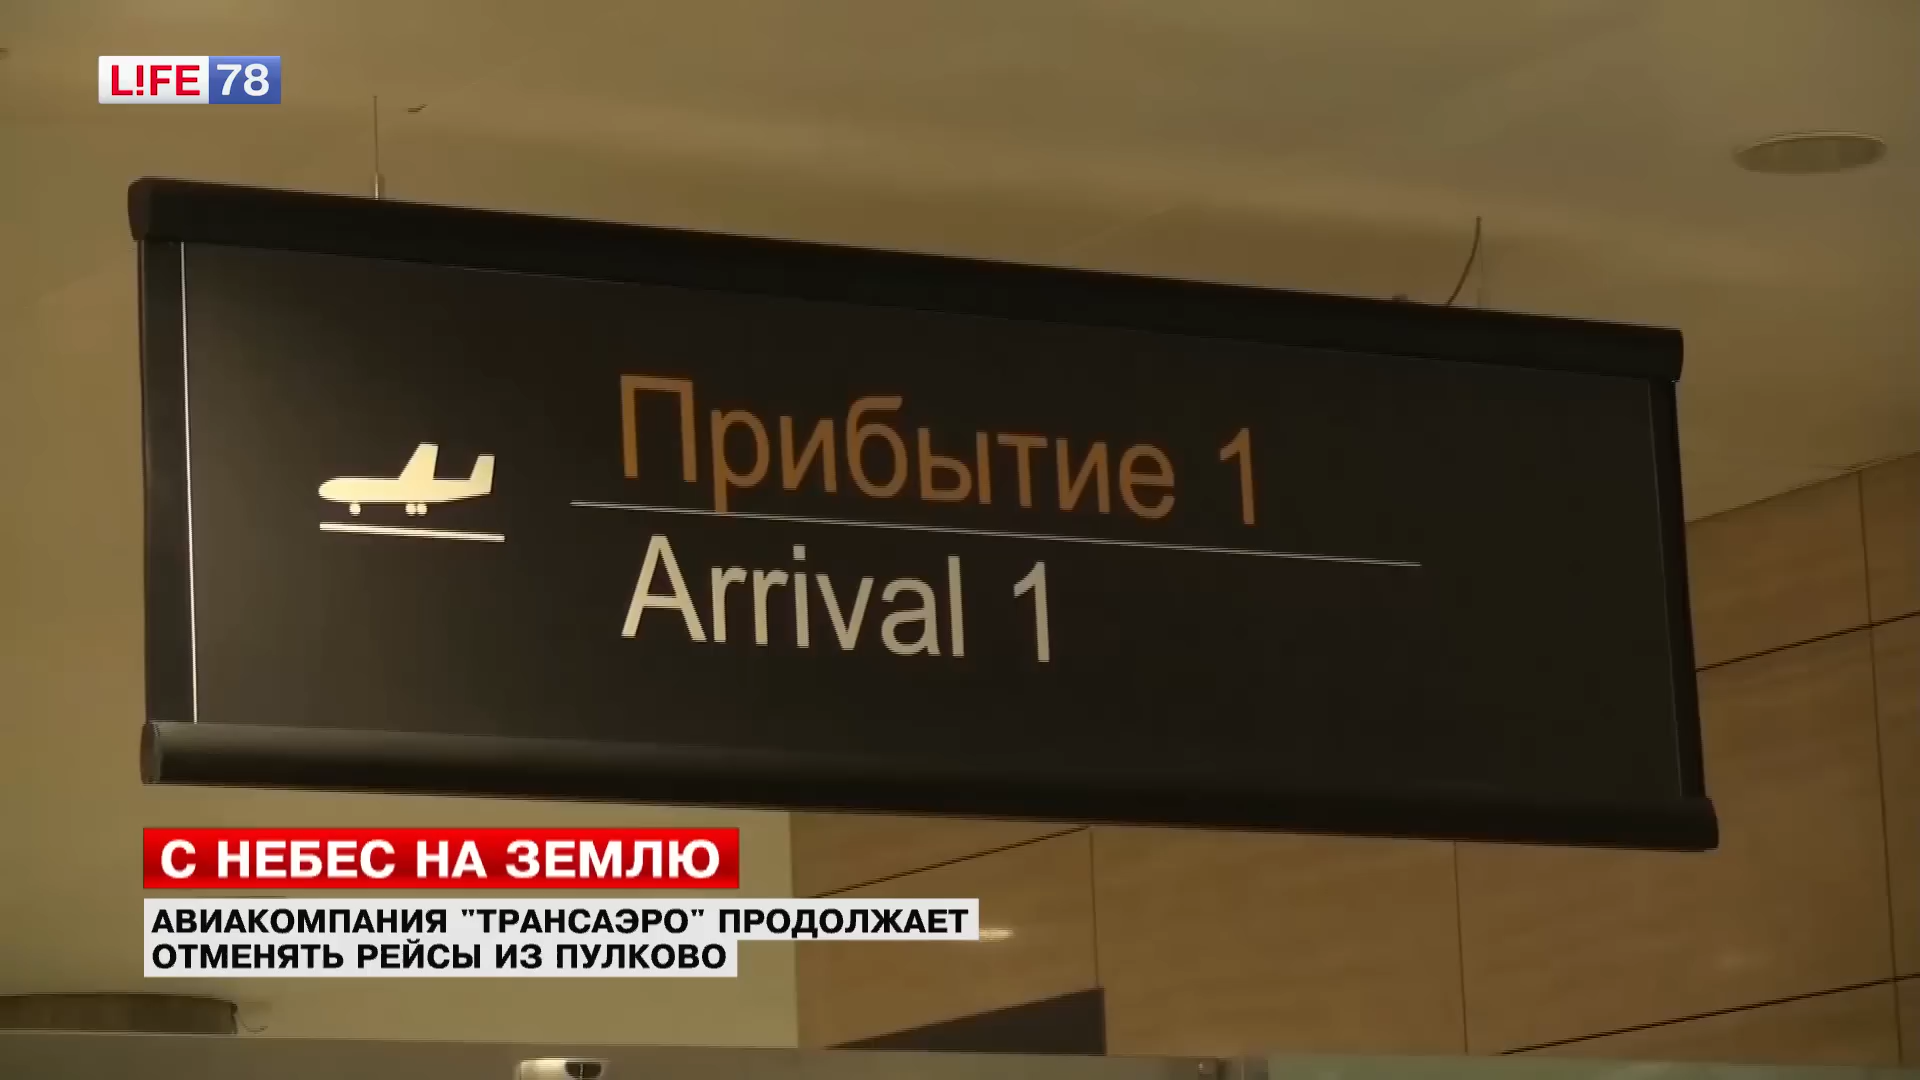 L!FE 78
Прибытие 1
Arrival 1
С НЕБЕС НА ЗЕМЛЮ
АВИАКОМПАНИЯ "ТРАНСАЭРО" ПРОДОЛЖАЕТ
ОТМЕНЯТЬ РЕЙСЫ ИЗ ПУЛКОВО